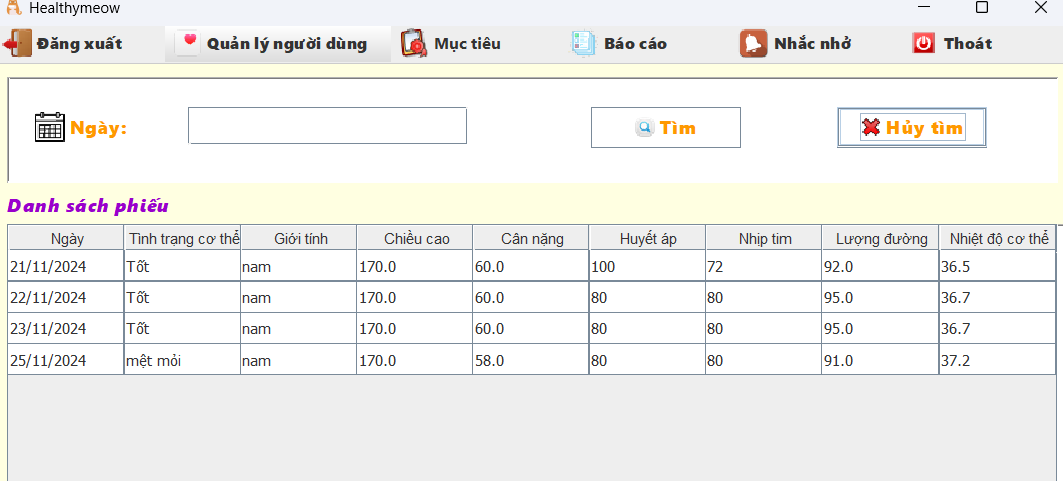 Healthymeow
Đăng xuất Quản lý người dùng Mục tiêu Báo cáo Nhắc nhở Thoát
Ngày: Tìm Hủy tìm
Danh sách phiếu
Ngày Tình trạng cơ thể Giới tính Chiều cao Cân nặng Huyết áp Nhịp tim Lượng đường Nhiệt độ cơ thể
21/11/2024 Tốt nam 170.0 60.0 100 72 92.0 36.5
22/11/2024 Tốt nam 170.0 60.0 80 80 95.0 36.7
23/11/2024 Tốt nam 170.0 60.0 80 80 95.0 36.7
25/11/2024 mệt mỏi nam 170.0 58.0 80 80 91.0 37.2